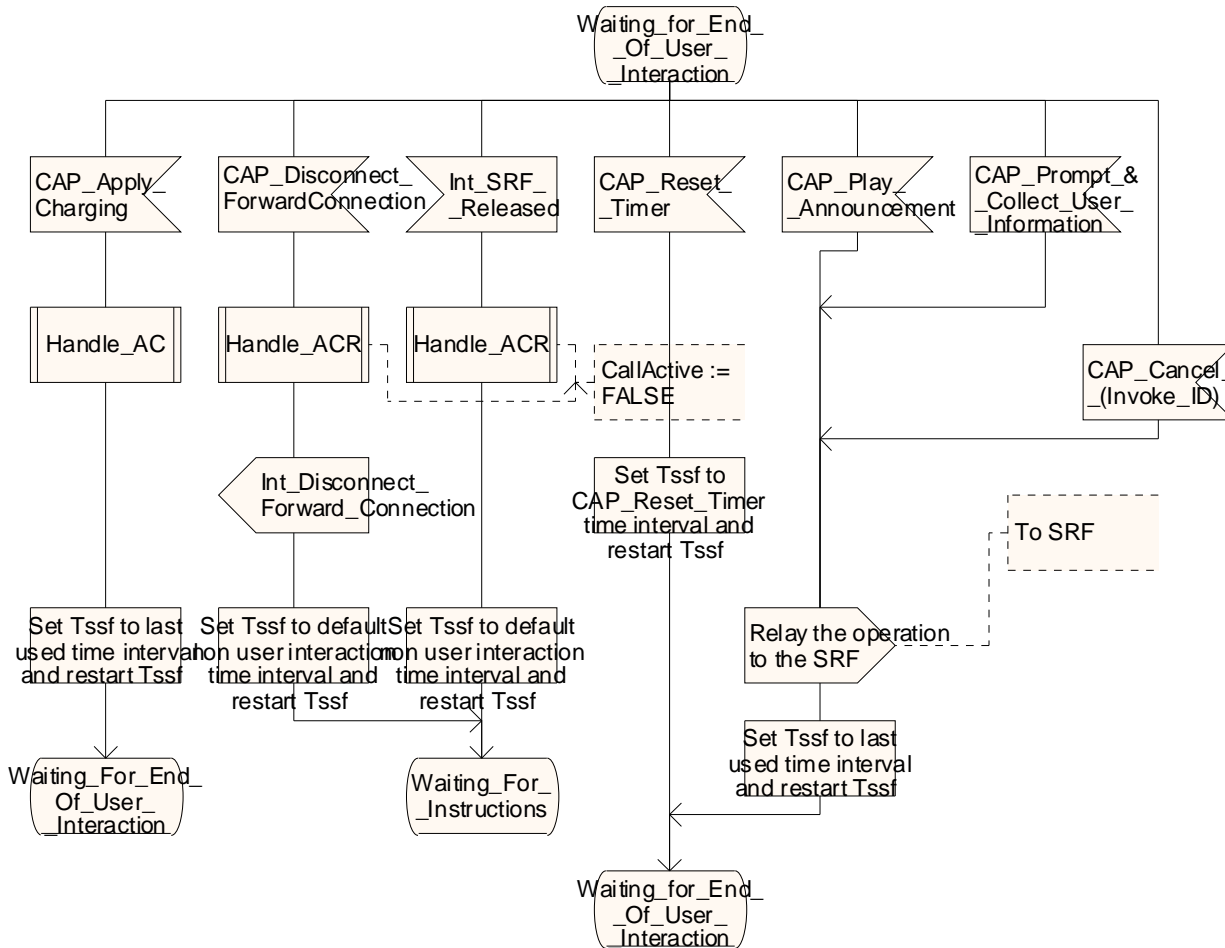 Waiting_for_End_
_Of_User_
_Interaction
CAP_Apply_
Charging
CAP_Disconnect_
ForwardConnection
Int_SRF_
_Released
CAP_Reset_
_Timer
CAP_Play_
_Announcement
CAP_Prompt_&
_Collect_User_
_Information
Handle_AC
Handle_ACR
Handle_ACR
CallActive :=
FALSE
CAP_Cancel_
_(Invoke_ID)
Int_Disconnect_
Forward_Connection
Set Tssf to
CAP_Reset_Timer
time interval and
restart Tssf
To SRF
Set Tssf to last
used time interval
and restart Tssf
Set Tssf to default
non user interaction
time interval and
restart Tssf
Set Tssf to default
non user interaction
time interval and
restart Tssf
Relay the operation
to the SRF
Set Tssf to last
used time interval
and restart Tssf
Waiting_For_End_
Of_User_
_Interaction
Waiting_For_
_Instructions
Waiting_for_End_
_Of_User_
_Interaction